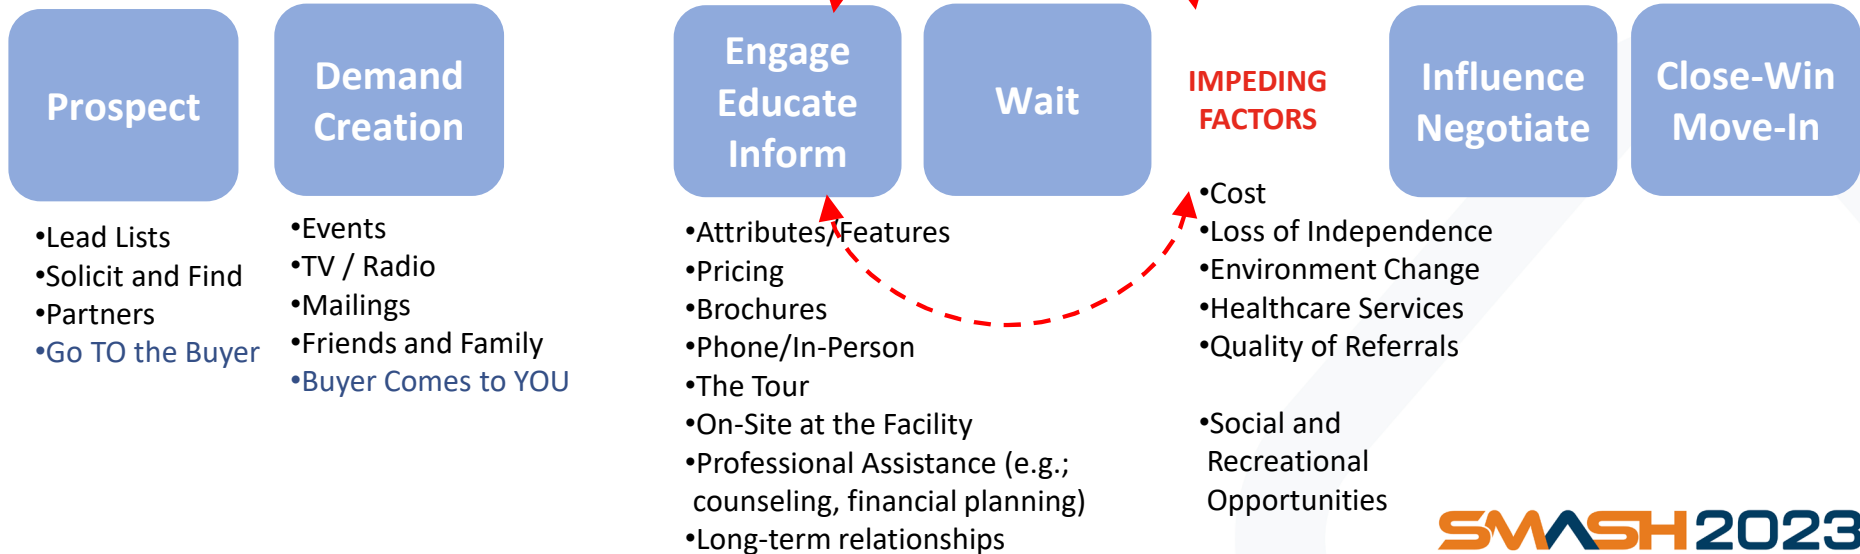 Prospect
•Lead Lists
•Solicit and Find
•Partners
•Go TO the Buyer
Demand
Creation
•Events
•TV / Radio
•Mailings
•Friends and Family
•Buyer Comes to YOU
Engage
Educate
Inform
•Attributes/Features
•Pricing
•Brochures
•Phone/In-Person
•The Tour
•On-Site at the Facility
•Professional Assistance (e.g.;
counseling, financial planning)
•Long-term relationships
Wait
IMPEDING
FACTORS
•Cost
•Loss of Independence
•Environment Change
•Healthcare Services
•Quality of Referrals
•Social and
Recreational
Opportunities
Influence
Negotiate
Close-Win
Move-In
SMASH 2023